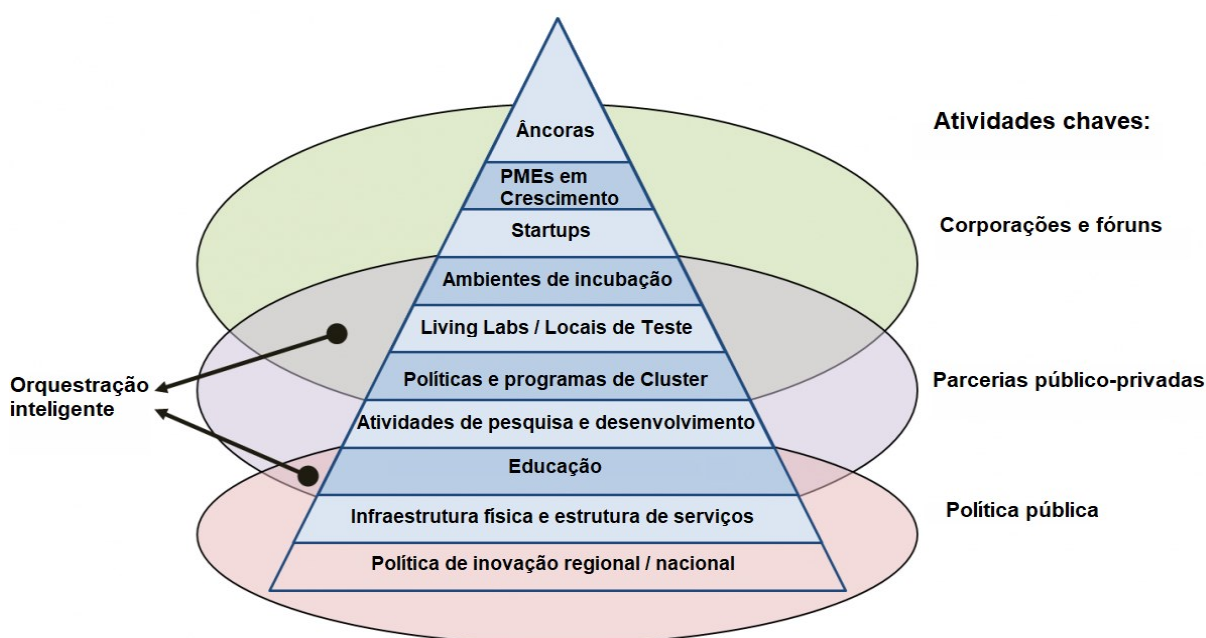 Âncoras
Atividades chaves:
PMEs em
Crescimento
Corporações e fóruns
Startups
Ambientes de incubação
Living Labs / Locais de Teste
Orquestração
inteligente
Políticas e programas de Cluster
Parcerias público-privadas
Atividades de pesquisa e desenvolvimento
Educação
Política pública
Infraestrutura física e estrutura de serviços
Política de inovação regional / nacional